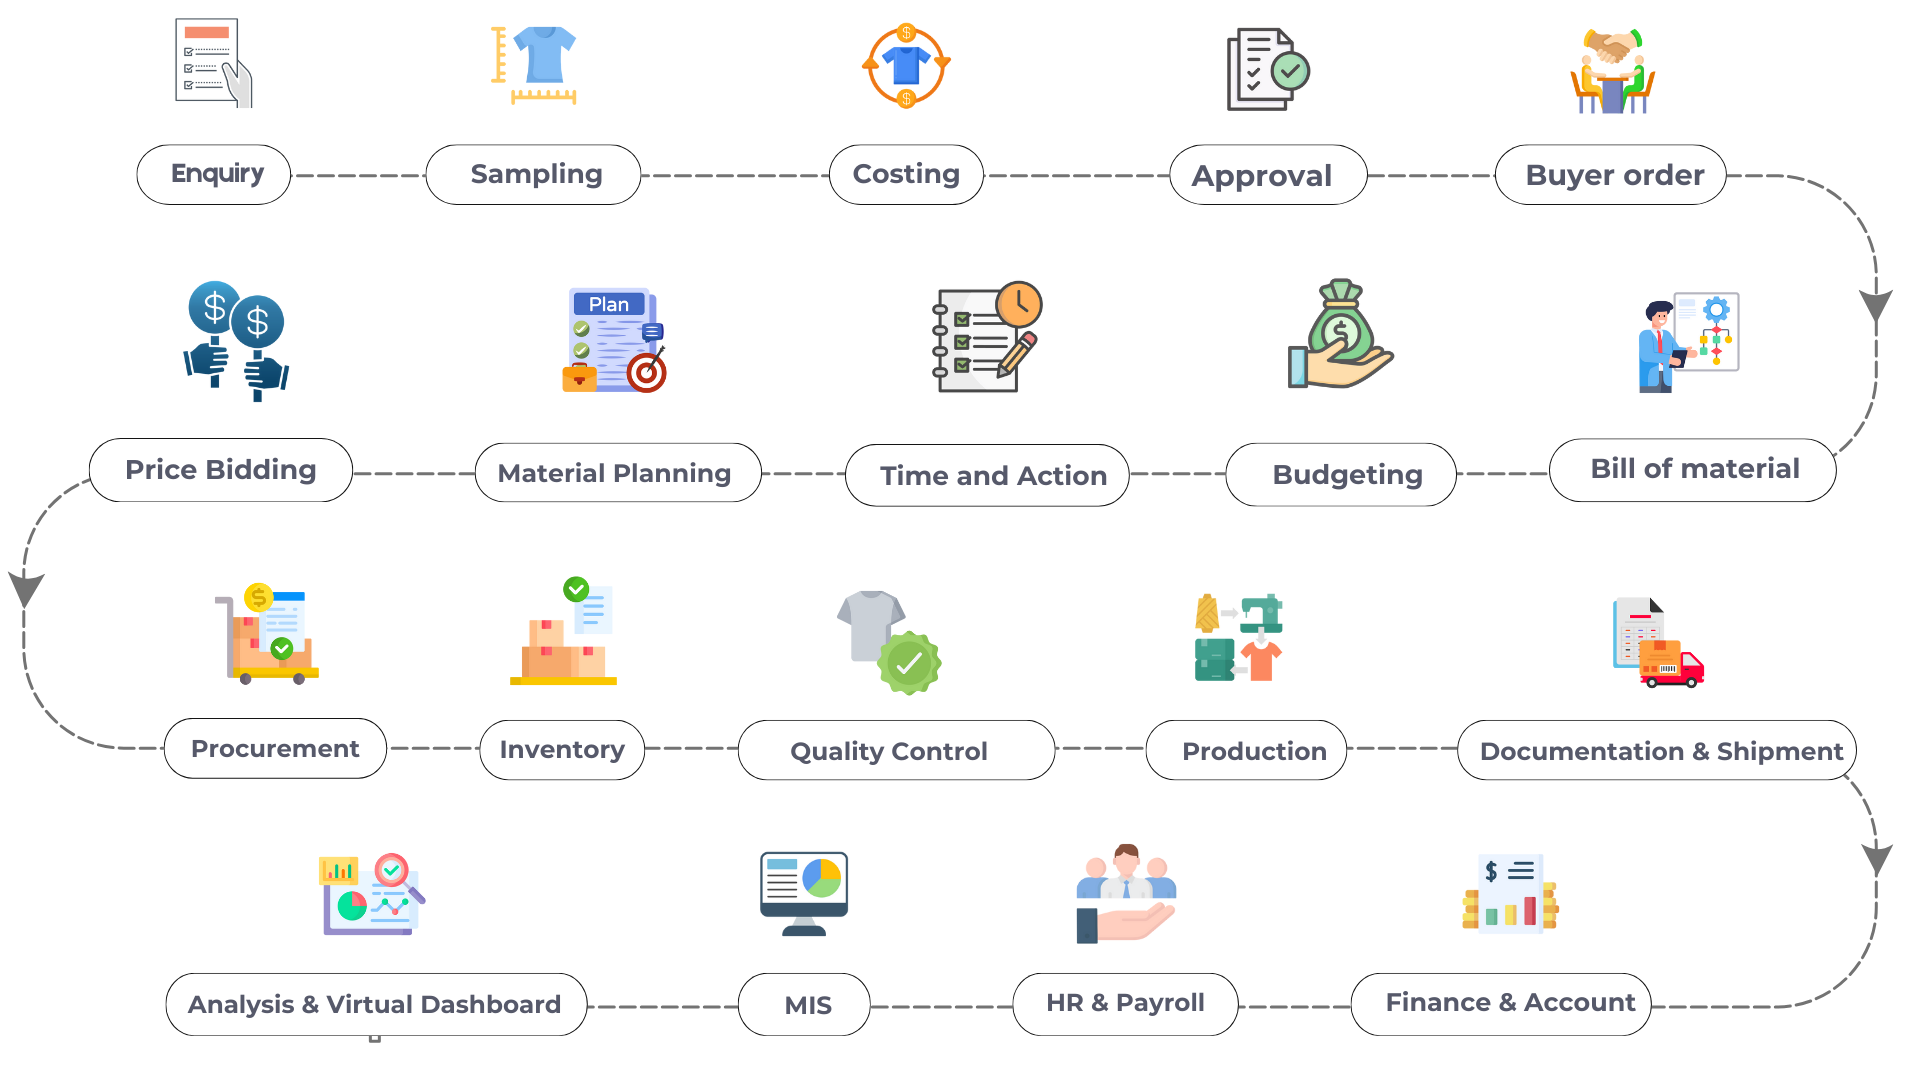 Enquiry
Sampling
Costing
Approval
Buyer order
Plan
Price Bidding
Material Planning
Time and Action
Budgeting
Bill of material
Procurement
Inventory
Quality Control
Production
Documentation & Shipment
Analysis & Virtual Dashboard
MIS
HR & Payroll
Finance & Account